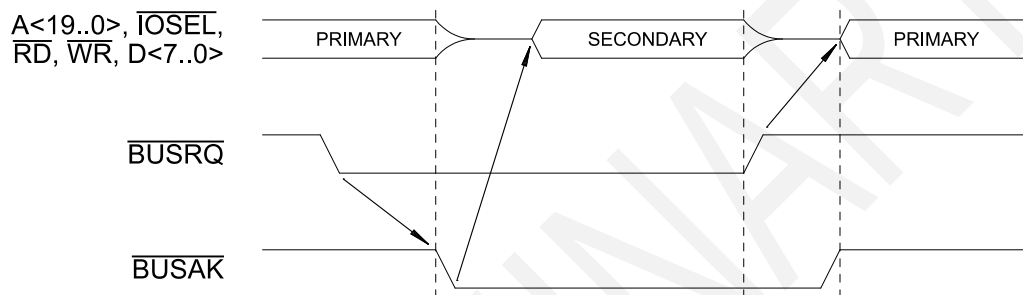 A<19..0>, IOSEL,
RD, WR, D<7..0>
PRIMARY
SECONDARY
PRIMARY
BUSRQ
BUSAK